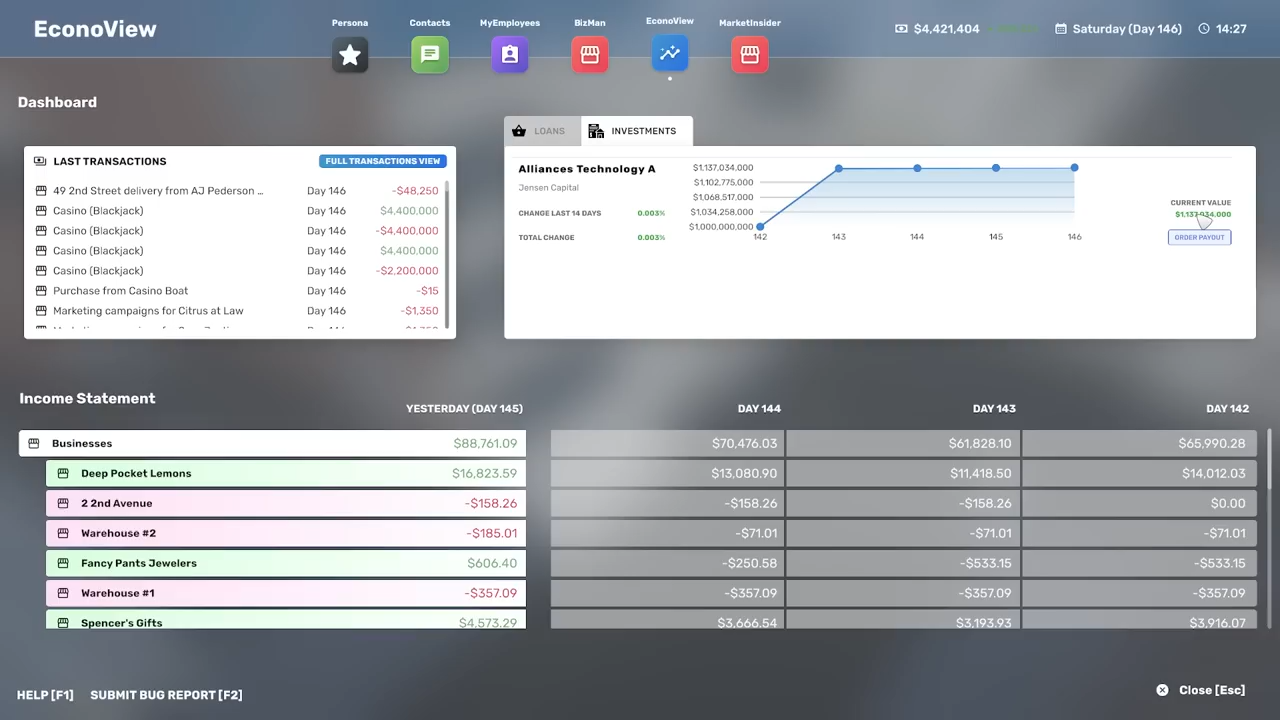 EconoView
Persona
Contacts
MyEmployees
BizMan
EconoView
MarketInsider
$4,421,404
Saturday (Day 146)
14:27
Dashboard
LAST TRANSACTIONS
FULL TRANSACTIONS VIEW
49 2nd Street delivery from AJ Pederson ... Day 146 -$48,250
Casino (Blackjack) Day 146 $4,400,000
Casino (Blackjack) Day 146 -$4,400,000
Casino (Blackjack) Day 146 $4,400,000
Casino (Blackjack) Day 146 -$2,200,000
Purchase from Casino Boat Day 146 -$15
Marketing campaigns for Citrus at Law Day 146 -$1,350
LOANS
INVESTMENTS
Alliances Technology A
Jensen Capital
CHANGE LAST 14 DAYS 0.003%
TOTAL CHANGE 0.003%
$1,137,034,000
$1,102,775,000
$1,068,517,000
$1,034,258,000
$1,000,000,000
142 143 144 145 146
CURRENT VALUE
$1,137,034,000
ORDER PAYOUT
Income Statement
YESTERDAY (DAY 145) DAY 144 DAY 143 DAY 142
Businesses $88,761.09 $70,476.03 $61,828.10 $65,990.28
Deep Pocket Lemons $16,823.59 $13,080.90 $11,418.50 $14,012.03
2 2nd Avenue -$158.26 -$158.26 -$158.26 $0.00
Warehouse #2 -$185.01 -$71.01 -$71.01 -$71.01
Fancy Pants Jewelers $606.40 -$250.58 -$533.15 -$533.15
Warehouse #1 -$357.09 -$357.09 -$357.09 -$357.09
Spencer's Gifts $4,573.29 $3,666.54 $3,193.93 $3,916.07
HELP [F1]
SUBMIT BUG REPORT [F2]
Close [Esc]